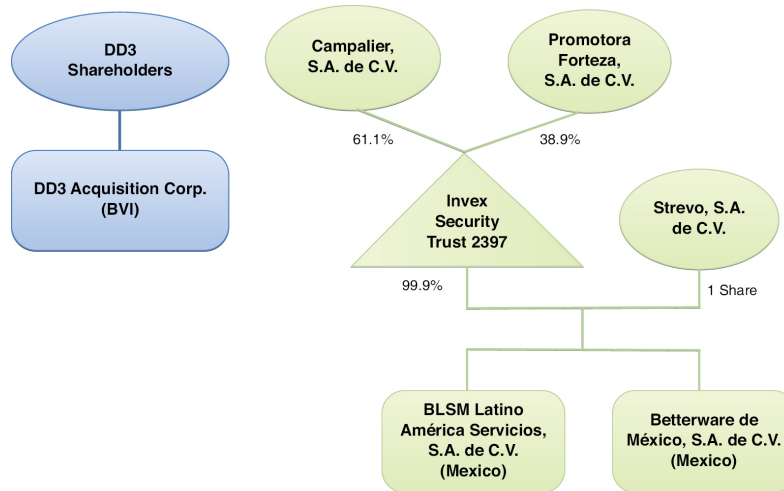 DD3
Shareholders
DD3 Acquisition Corp.
(BVI)
Campalier,
S.A. de C.V.
Promotora
Forteza,
S.A. de C.V.
61.1%
38.9%
Invex
Security
Trust 2397
Strevo, S.A.
de C.V.
99.9%
1 Share
BLSM Latino
América Servicios,
S.A. de C.V.
(Mexico)
Betterware de
México, S.A. de C.V.
(Mexico)